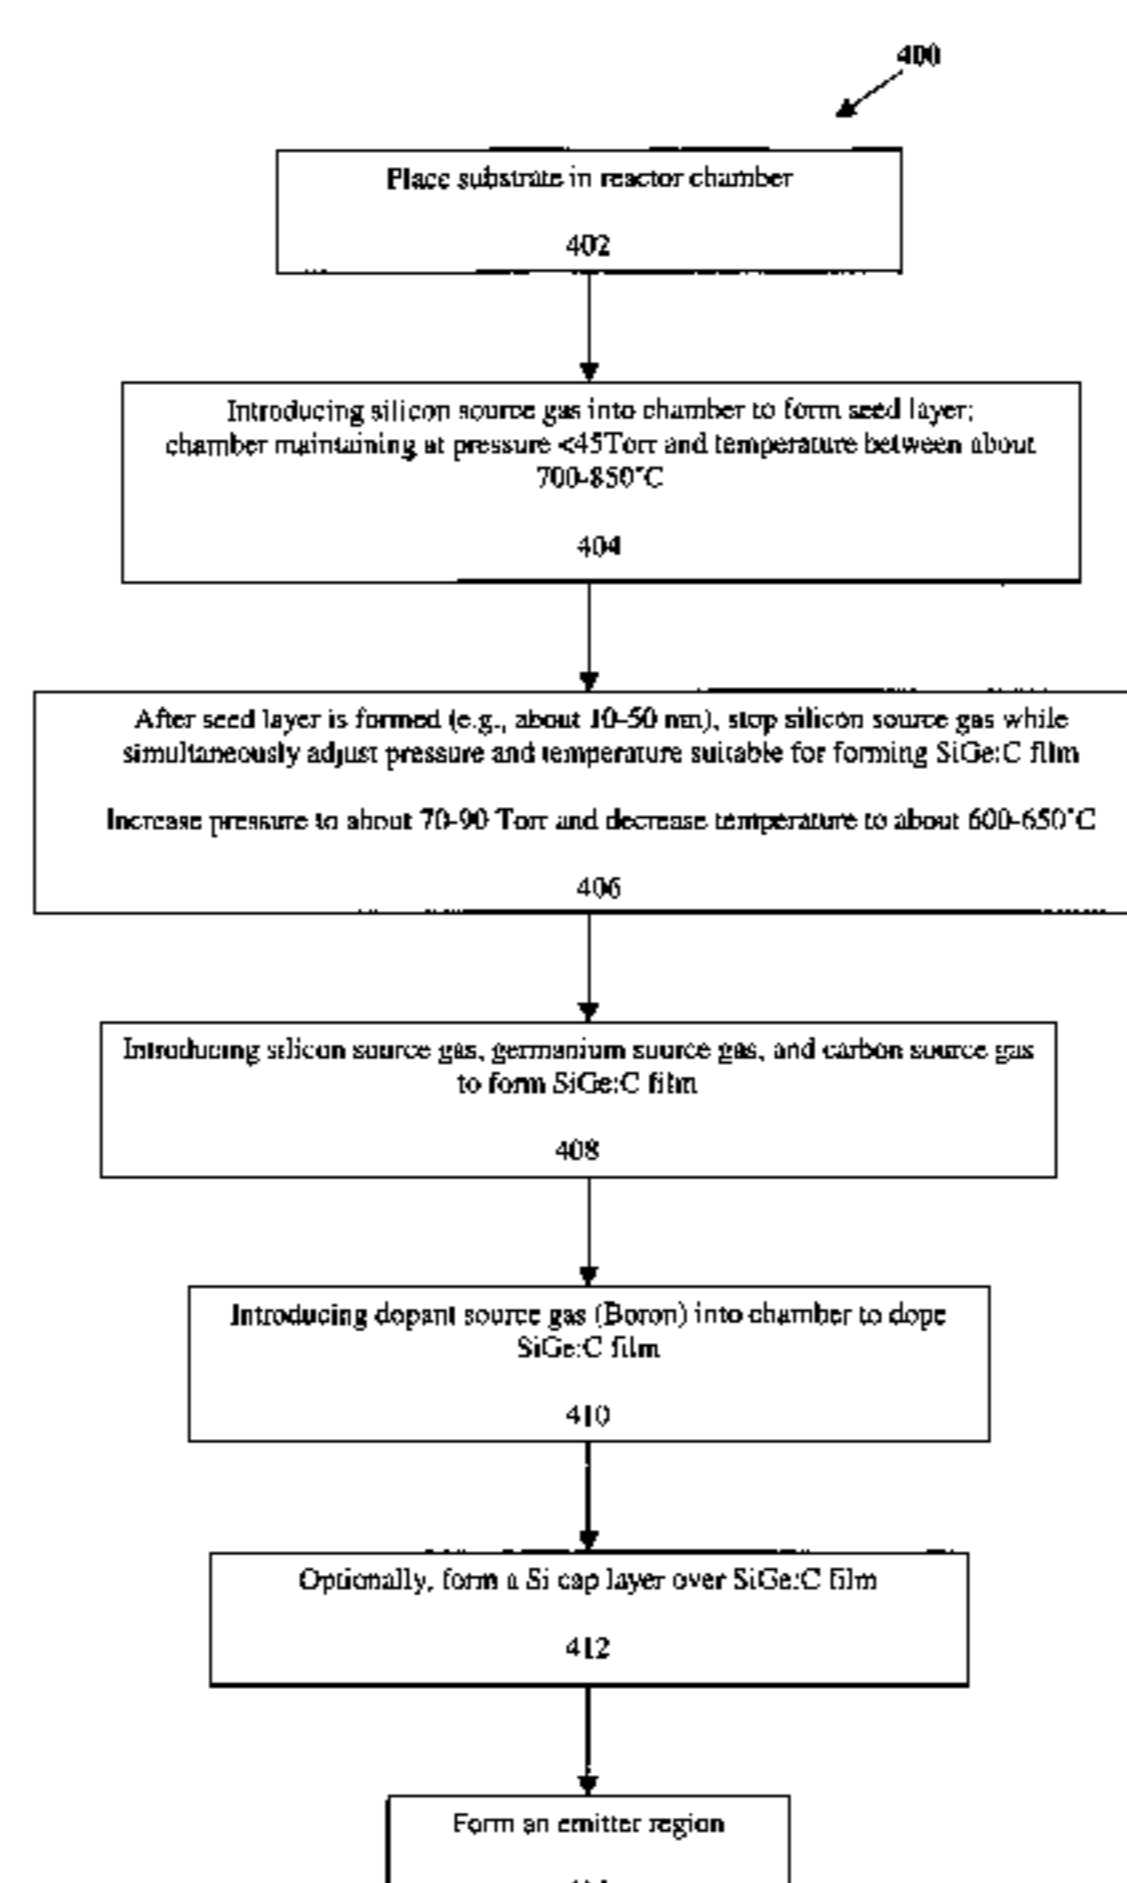 400
Place substrate in reactor chamber
402
Introducing silicon source gas into chamber to form seed layer;
chamber maintaining at pressure <45Torr and temperature between about
700-850°C
404
After seed layer is formed (e.g., about 10-50 nm), stop silicon source gas while
simultaneously adjust pressure and temperature suitable for forming SiGe:C film
Increase pressure to about 70-90 Torr and decrease temperature to about 600-650°C
406
Introducing silicon source gas, germanium source gas, and carbon source gas
to form SiGe:C film
408
Introducing dopant source gas (Boron) into chamber to dope
SiGe:C film
410
Optionally, form a Si cap layer over SiGe:C film
412
Form an emitter region